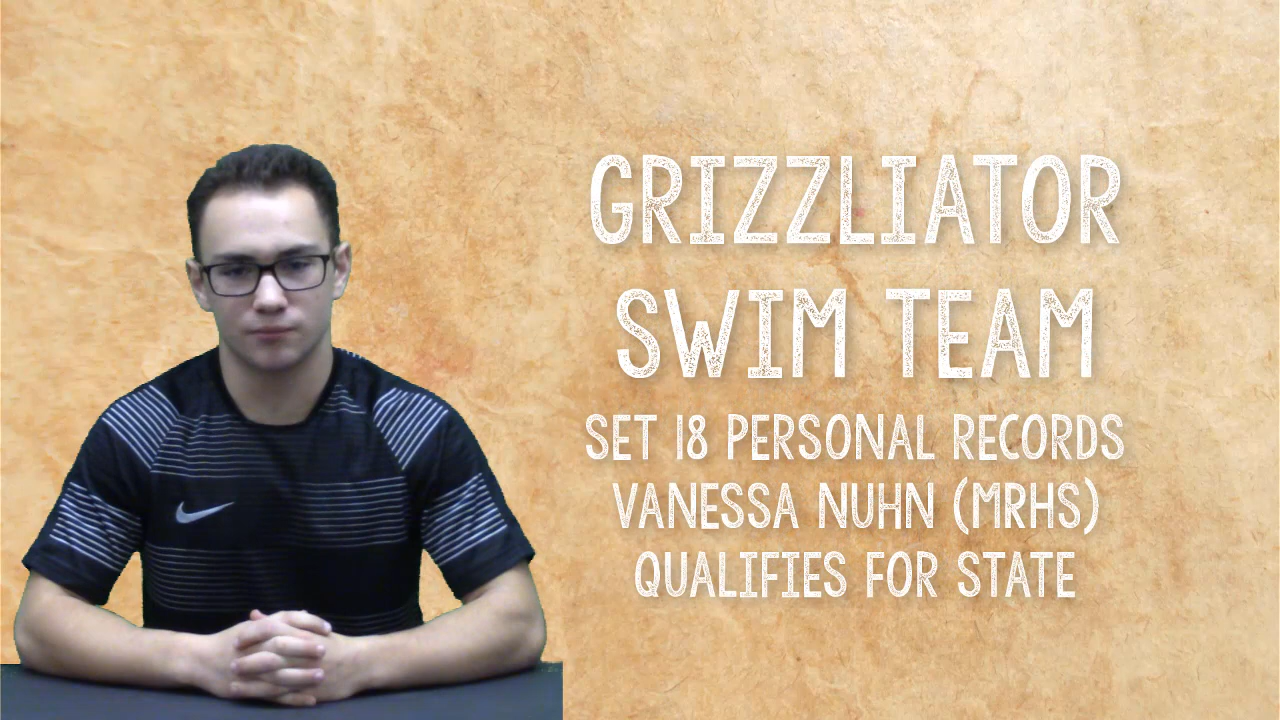 GRIZZLIATOR
SWIM TEAM
SET 18 PERSONAL RECORDS
VANESSA NUHN (MRHS)
QUALIFIES FOR STATE